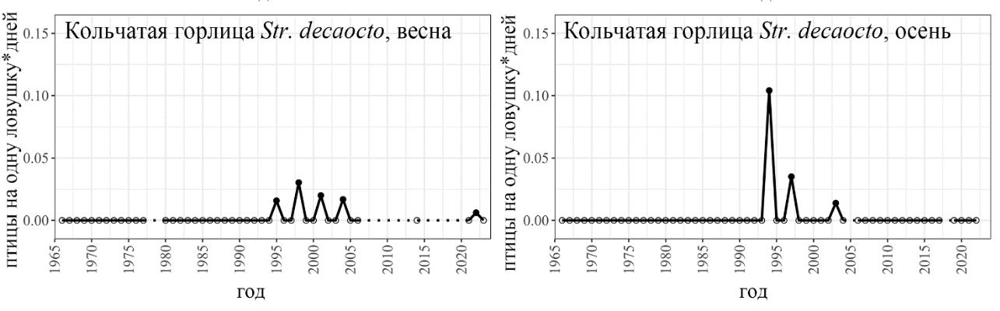 Кольчатая горлица Str. decaocto, весна
птицы на одну ловушку*дней
0.15
0.10
0.05
0.00
1965 1970 1975 1980 1985 1990 1995 2000 2005 2010 2015 2020
год
Кольчатая горлица Str. decaocto, осень
птицы на одну ловушку*дней
0.15
0.10
0.05
0.00
1965 1970 1975 1980 1985 1990 1995 2000 2005 2010 2015 2020
год